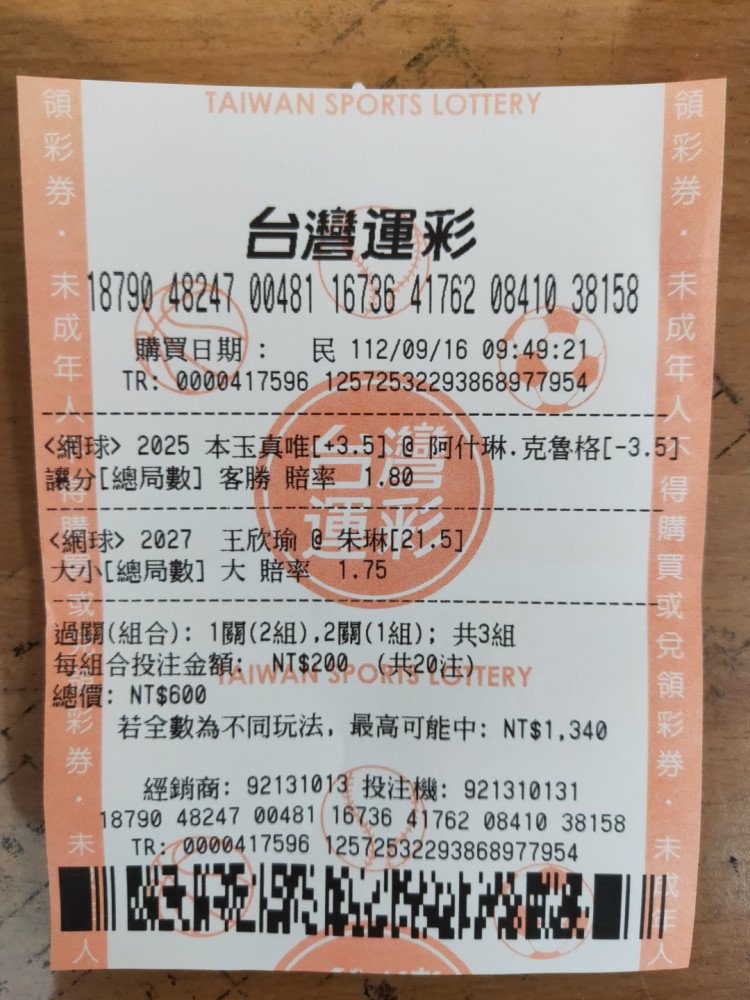 TAIWAN SPORTS LOTTERY
台灣運彩
18790 48247 00481 16736 41762 08410 38158
購買日期： 民 112/09/16 09:49:21
TR: 0000417596 125725322938689​77954
<網球> 2025 本玉真唯[+3.5] @ 阿什琳.克魯格[-3.5]
讓分[總局數] 客勝 賠率 1.80
台灣運彩
<網球> 2027 王欣瑜 @ 朱琳[21.5]
大小[總局數] 大 賠率 1.75
過關(組合): 1關(2組),2關(1組); 共3組
每組合投注金額: NT$200 (共20注)
TAIWAN SPORTS LOTTERY
總價: NT$600
若全數為不同玩法, 最高可能中: NT$1,340
經銷商: 92131013 投注機: 921310131
18790 48247 00481 16736 41762 08410 38158
TR: 0000417596 12572532293868977954
領彩券．未成年人不得購買或兌領彩券．未成年人
領彩券．未成年人不得購買或兌領彩券．未成年人